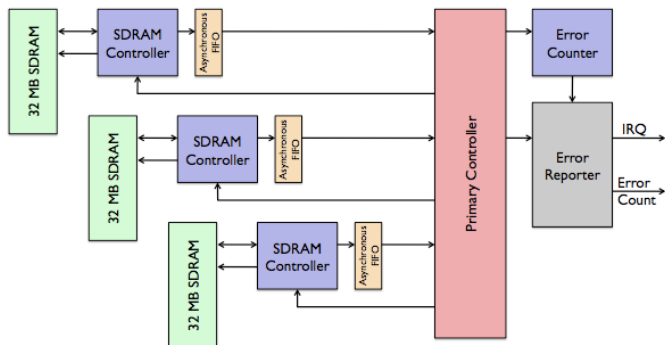 32 MB SDRAM
SDRAM
Controller
Asynchronous
FIFO
32 MB SDRAM
SDRAM
Controller
Asynchronous
FIFO
32 MB SDRAM
SDRAM
Controller
Asynchronous
FIFO
Primary Controller
Error
Counter
Error
Reporter
IRQ
Error
Count